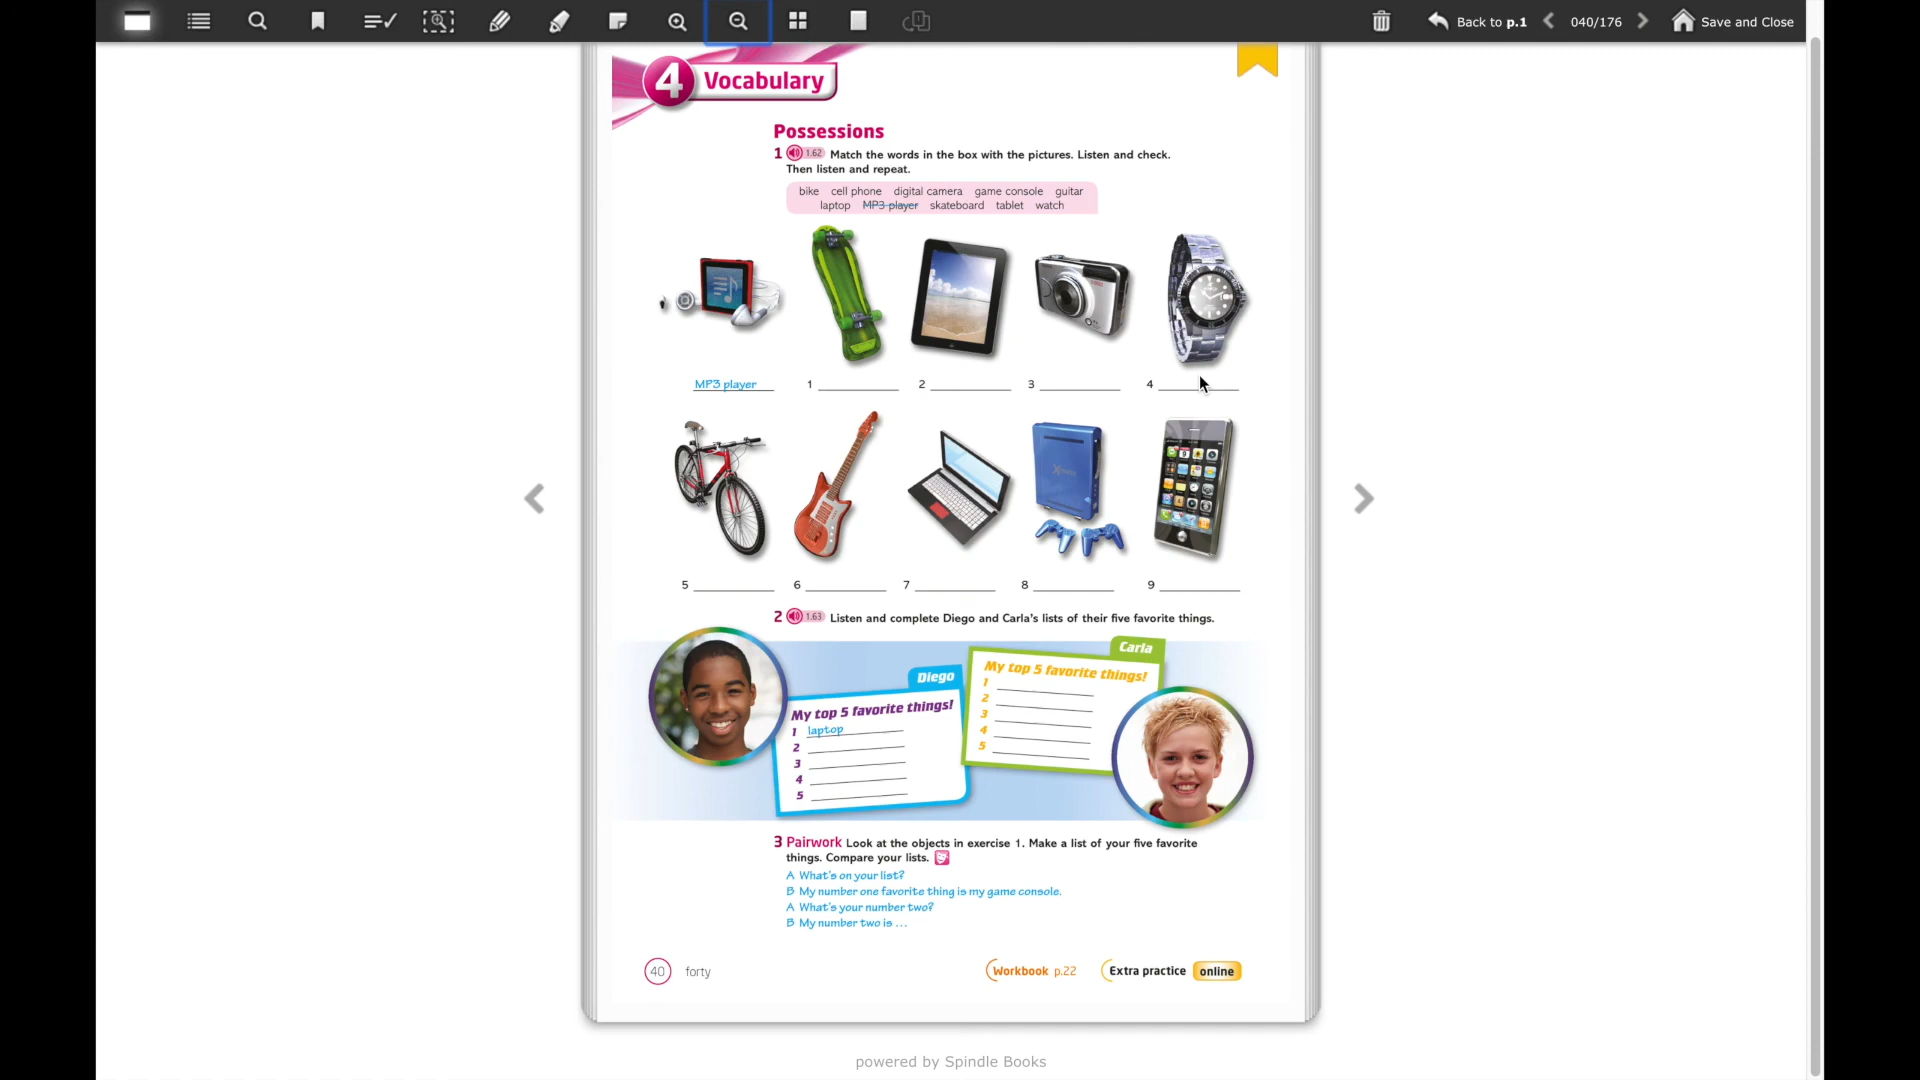 Back to p.1
040/176
Save and Close
4 Vocabulary
Possessions
1 1.62 Match the words in the box with the pictures. Listen and check.
Then listen and repeat.
bike cell phone digital camera game console guitar
laptop MP3 player skateboard tablet watch
MP3 player 1 2 3 4
5 6 7 8 9
2 1.63 Listen and complete Diego and Carla's lists of their five favorite things.
Diego
My top 5 favorite things!
1 laptop
2
3
4
5
Carla
My top 5 favorite things!
1
2
3
4
5
3 Pairwork Look at the objects in exercise 1. Make a list of your five favorite
things. Compare your lists.
A What's on your list?
B My number one favorite thing is my game console.
A What's your number two?
B My number two is ...
40 forty
Workbook p.22 Extra practice online
powered by Spindle Books